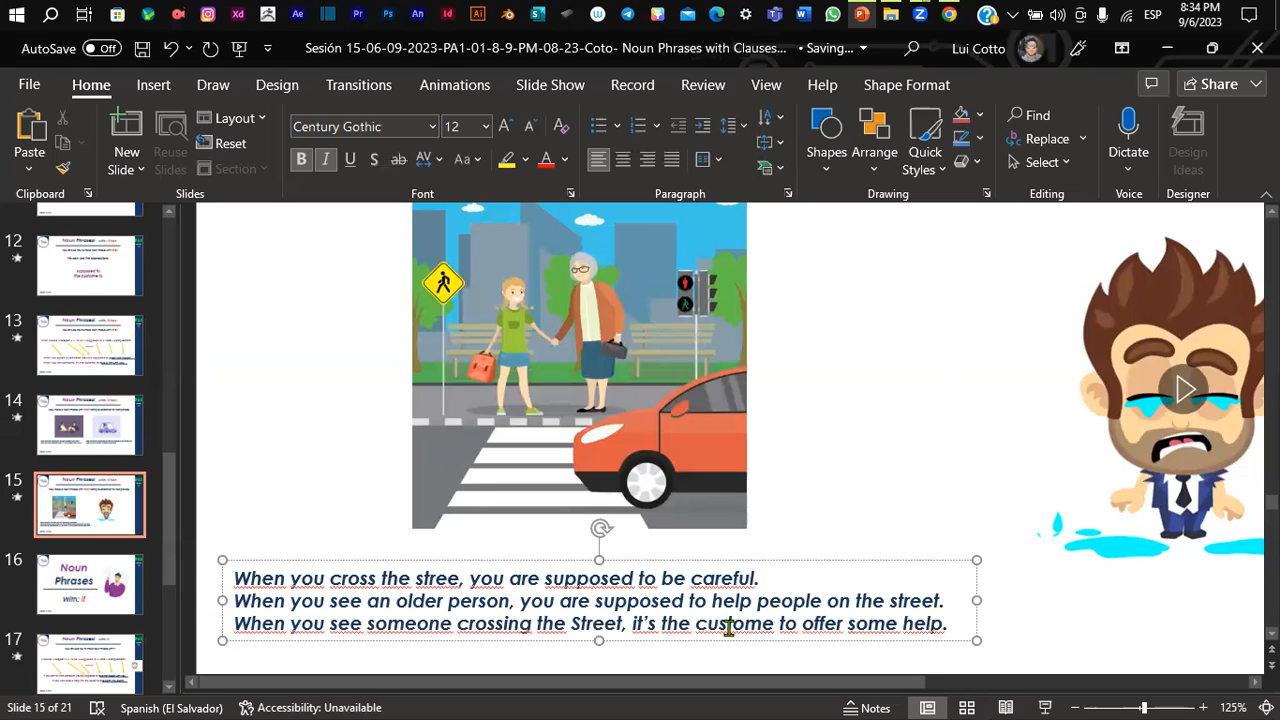 ESP
8:34 PM
9/6/2023
AutoSave Off
Sesión 15-06-09-2023-PA1-01-8-9-PM-08-23-Coto- Noun Phrases with Clauses... • Saving...
Lui Cotto
File Home Insert Draw Design Transitions Animations Slide Show Record Review View Help Shape Format Share
Paste
New Slide
Reuse Slides
Layout
Reset
Section
Century Gothic 12
Shapes Arrange Quick Styles
Find
Replace
Select
Dictate
Design Ideas
Clipboard Slides Font Paragraph Drawing Editing Voice Designer
12
13
14
15
16
Noun Phrases
With: if
17
When you cross the stree, you are supposed to be careful.
When you see an older person, you are supposed to help people on the street.
When you see someone crossing the Street, it's the custome to offer some help.
Slide 15 of 21 Spanish (El Salvador) Accessibility: Unavailable Notes 125%